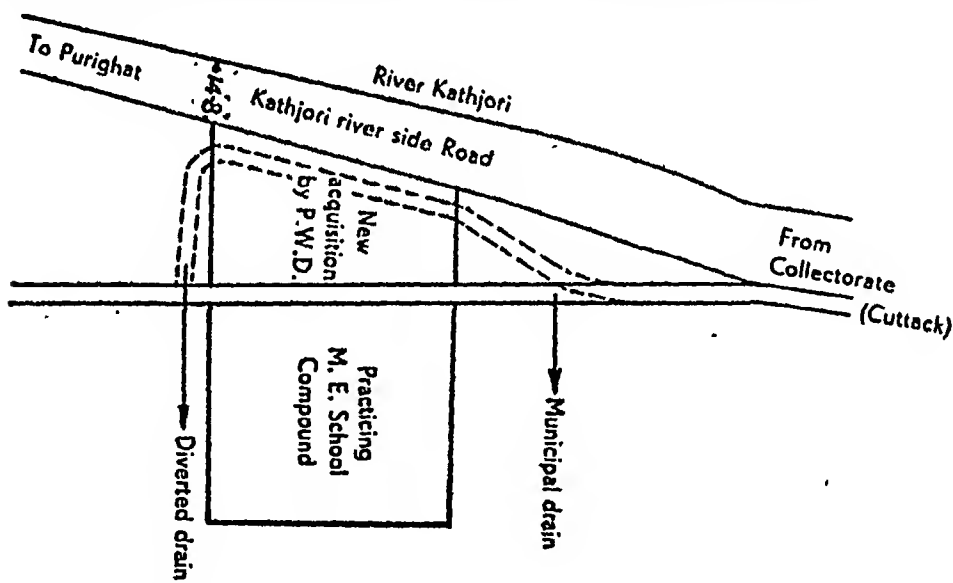 To Purighat
River Kathjori
Kathjori river side Road
New
acquisition
by P.W.D.
From
Collectorate
(Cuttack)
Practicing
M. E. School
Compound
Municipal drain
Diverted drain